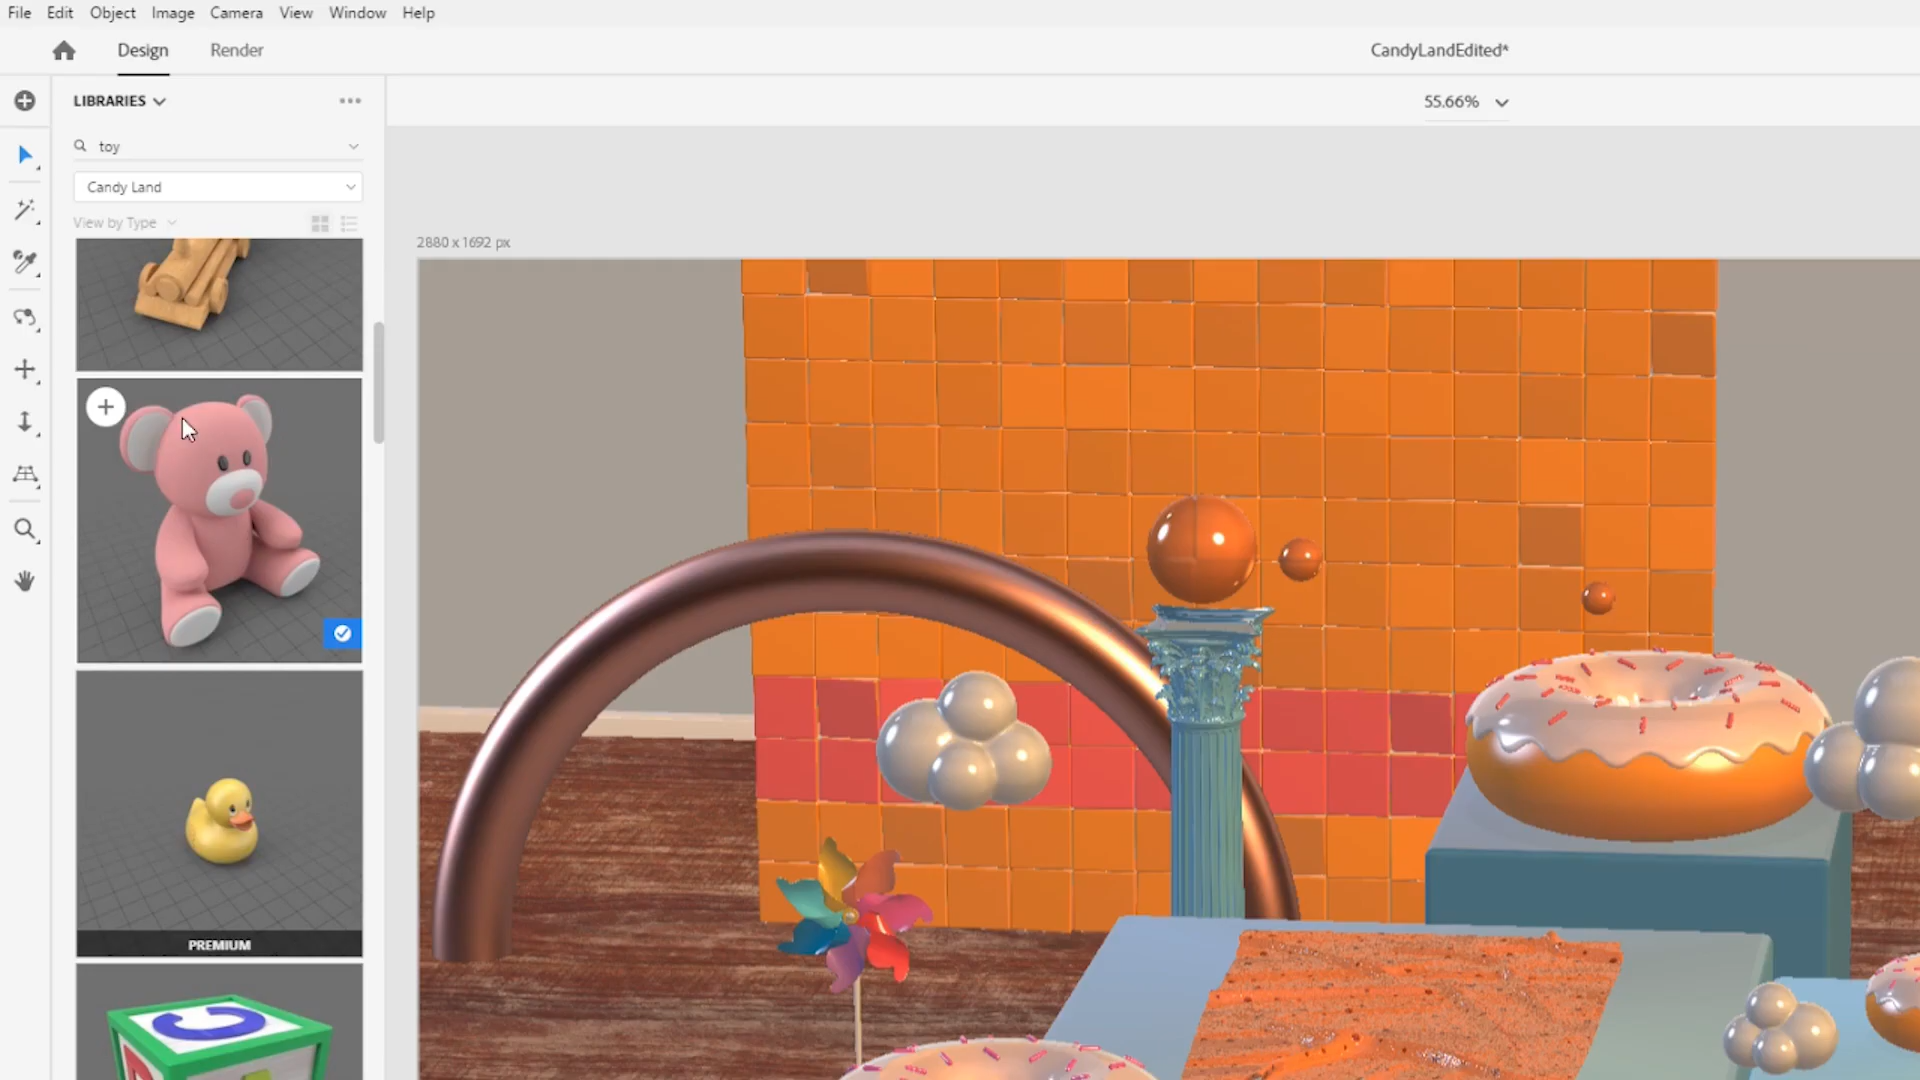 File Edit Object Image Camera View Window Help
Design Render CandyLandEdited*
LIBRARIES
55.66%
toy
Candy Land
View by Type
2880 x 1692 px
PREMIUM